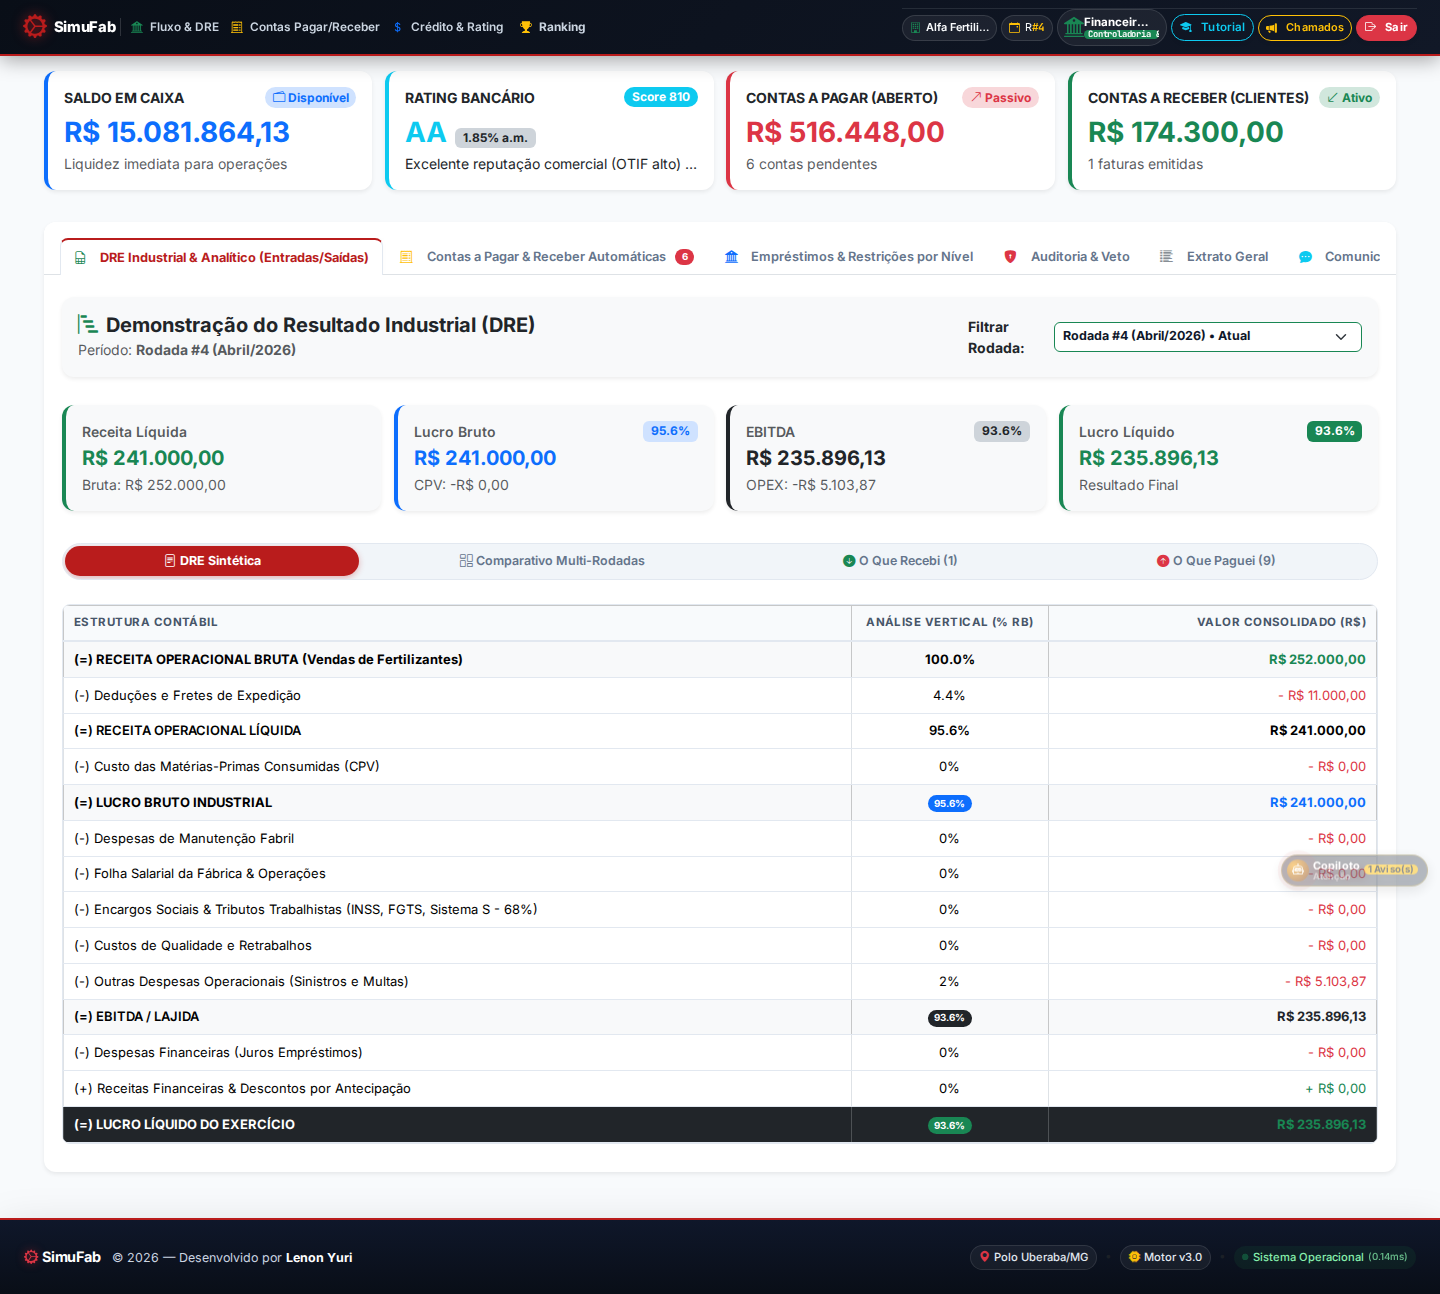 SimuFab
Fluxo & DRE
Contas Pagar/Receber
$ Crédito & Rating
Ranking
Alfa Fertili...
R#4
Financeir...
Controladoria
Tutorial
Chamados
Sair
SALDO EM CAIXA
Disponível
R$ 15.081.864,13
Liquidez imediata para operações
RATING BANCÁRIO
Score 810
AA 1.85% a.m.
Excelente reputação comercial (OTIF alto) ...
CONTAS A PAGAR (ABERTO)
Passivo
R$ 516.448,00
6 contas pendentes
CONTAS A RECEBER (CLIENTES)
Ativo
R$ 174.300,00
1 faturas emitidas
DRE Industrial & Analítico (Entradas/Saídas)
Contas a Pagar & Receber Automáticas 6
Empréstimos & Restrições por Nível
Auditoria & Veto
Extrato Geral
Comunic
Demonstração do Resultado Industrial (DRE)
Período: Rodada #4 (Abril/2026)
Filtrar
Rodada:
Rodada #4 (Abril/2026) • Atual
Receita Líquida
R$ 241.000,00
Bruta: R$ 252.000,00
Lucro Bruto 95.6%
R$ 241.000,00
CPV: -R$ 0,00
EBITDA 93.6%
R$ 235.896,13
OPEX: -R$ 5.103,87
Lucro Líquido 93.6%
R$ 235.896,13
Resultado Final
DRE Sintética
Comparativo Multi-Rodadas
O Que Recebi (1)
O Que Paguei (9)
ESTRUTURA CONTÁBIL ANÁLISE VERTICAL (% RB) VALOR CONSOLIDADO (R$)
(=) RECEITA OPERACIONAL BRUTA (Vendas de Fertilizantes) 100.0% R$ 252.000,00
(-) Deduções e Fretes de Expedição 4.4% - R$ 11.000,00
(=) RECEITA OPERACIONAL LÍQUIDA 95.6% R$ 241.000,00
(-) Custo das Matérias-Primas Consumidas (CPV) 0% - R$ 0,00
(=) LUCRO BRUTO INDUSTRIAL 95.6% R$ 241.000,00
(-) Despesas de Manutenção Fabril 0% - R$ 0,00
(-) Folha Salarial da Fábrica & Operações 0% - R$ 0,00
Copiloto 1 Aviso(s)
(-) Encargos Sociais & Tributos Trabalhistas (INSS, FGTS, Sistema S - 68%) 0% - R$ 0,00
(-) Custos de Qualidade e Retrabalhos 0% - R$ 0,00
(-) Outras Despesas Operacionais (Sinistros e Multas) 2% - R$ 5.103,87
(=) EBITDA / LAJIDA 93.6% R$ 235.896,13
(-) Despesas Financeiras (Juros Empréstimos) 0% - R$ 0,00
(+) Receitas Financeiras & Descontos por Antecipação 0% + R$ 0,00
(=) LUCRO LÍQUIDO DO EXERCÍCIO 93.6% R$ 235.896,13
SimuFab © 2026 — Desenvolvido por Lenon Yuri
Polo Uberaba/MG
Motor v3.0
Sistema Operacional (0.14ms)